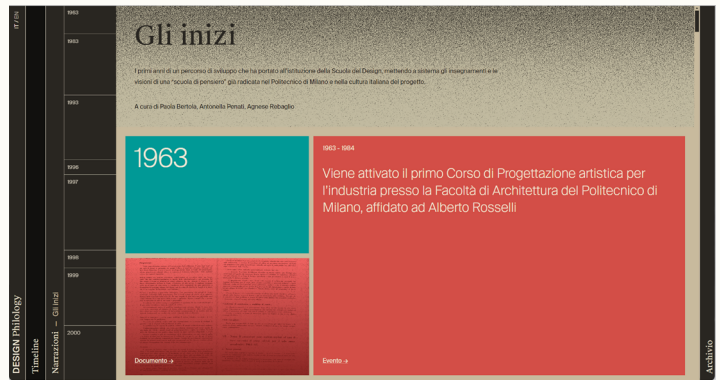 IT / EN
DESIGN Philology
Timeline
Narrazioni — Gli inizi
1963
1963
1993
1996
1997
1998
1999
2000
Gli inizi
I primi anni di un percorso di sviluppo che ha portato all'istituzione della Scuola del Design, mettendo a sistema gli insegnamenti e le
visioni di una "scuola di pensiero" già radicata nel Politecnico di Milano e nella cultura italiana del progetto.
A cura di Paola Bertola, Antonella Penati, Agnese Rebaglio
1963
Documento →
1963 - 1984
Viene attivato il primo Corso di Progettazione artistica per
l'industria presso la Facoltà di Architettura del Politecnico di
Milano, affidato ad Alberto Rosselli
Evento →
Archivio